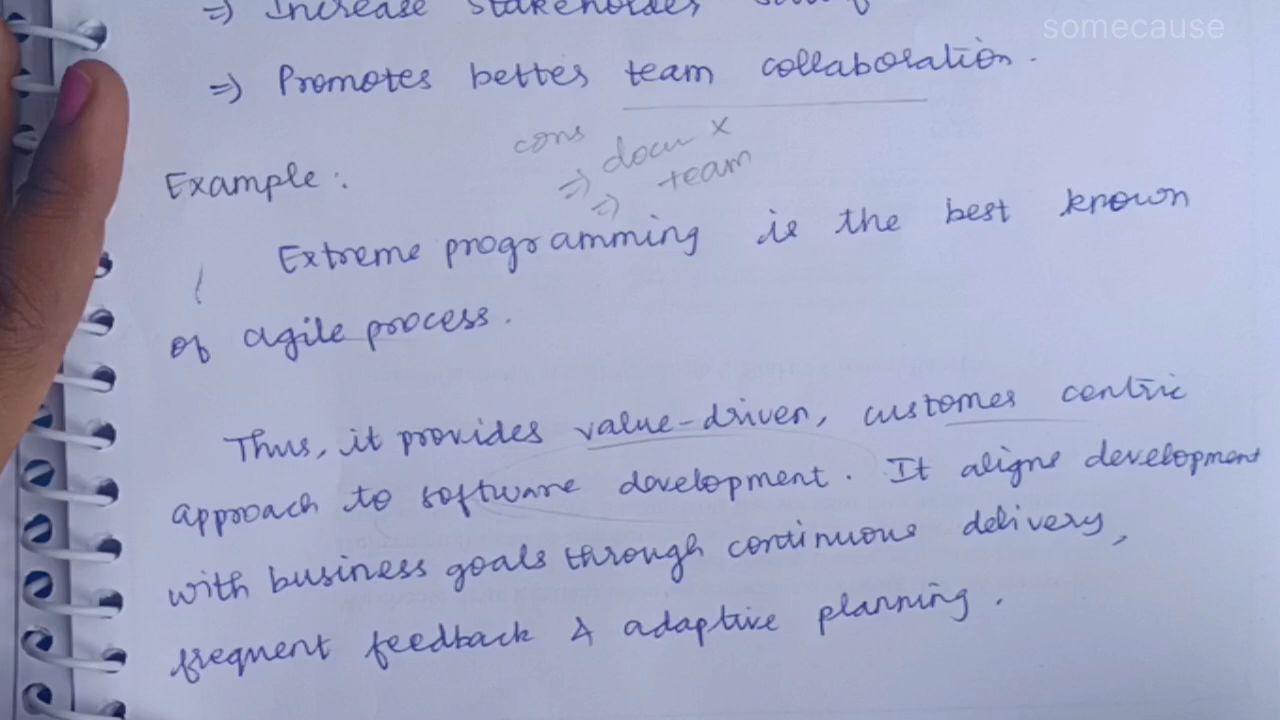 ⇒ Increase stakeholder
somecause
⇒ Promotes better team collaboration.
cons
⇒ docu x
⇒ team
Example:
Extreme programming is the best known
of agile process.
Thus, it provides value-driven, customer centric
approach to software development. It aligns development
with business goals through continuous delivery,
frequent feedback & adaptive planning.